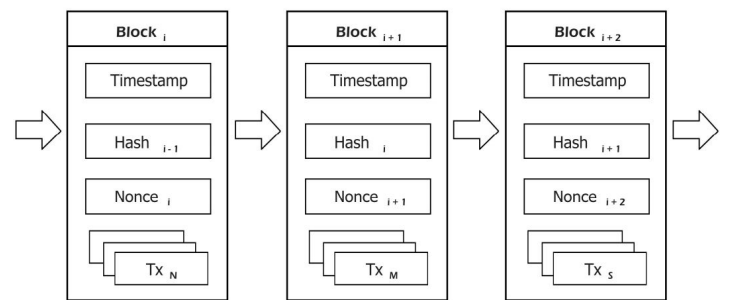 Block i
Timestamp
Hash i-1
Nonce i
Tx N
Block i+1
Timestamp
Hash i
Nonce i+1
Tx M
Block i+2
Timestamp
Hash i+1
Nonce i+2
Tx S